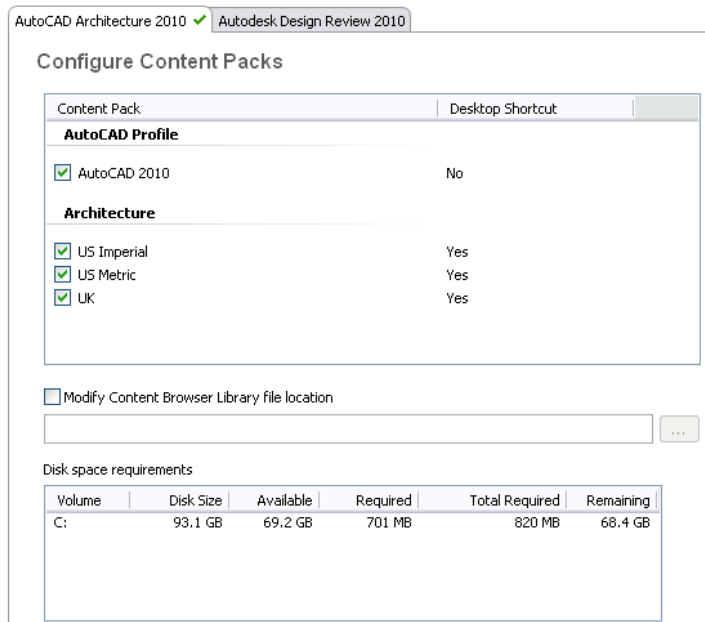 AutoCAD Architecture 2010 Autodesk Design Review 2010
Configure Content Packs
Content Pack Desktop Shortcut
AutoCAD Profile
AutoCAD 2010 No
Architecture
US Imperial Yes
US Metric Yes
UK Yes
Modify Content Browser Library file location
...
Disk space requirements
Volume Disk Size Available Required Total Required Remaining
C: 93.1 GB 69.2 GB 701 MB 820 MB 68.4 GB